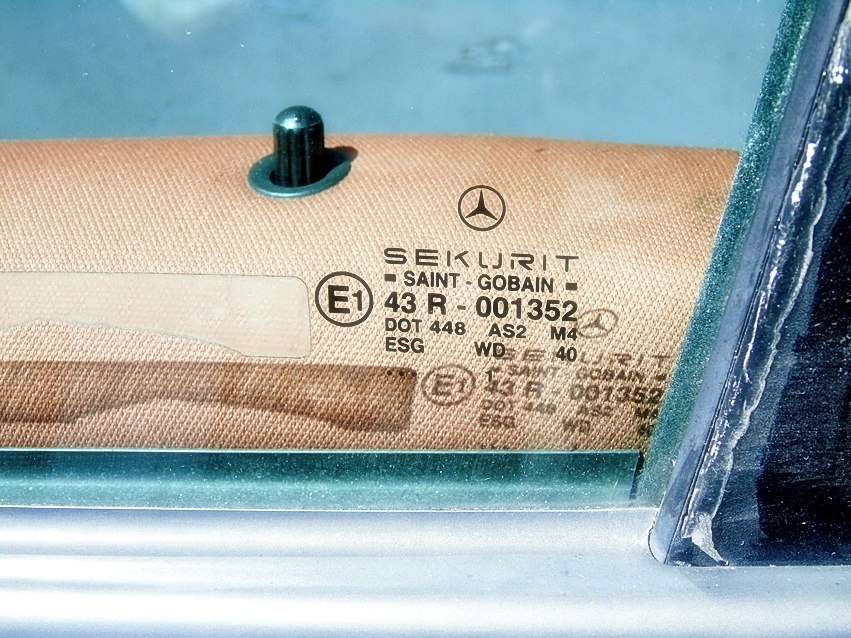 SEKURIT
SAINT - GOBAIN
E1 43 R - 001352
DOT 448 AS2 M4
ESG WD 40